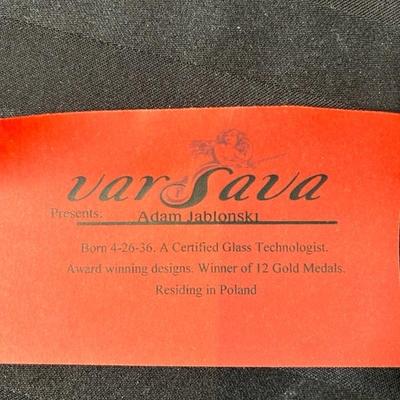 varSava
Presents: Adam Jablonski
Born 4-26-36. A Certified Glass Technologist.
Award winning designs. Winner of 12 Gold Medals.
Residing in Poland